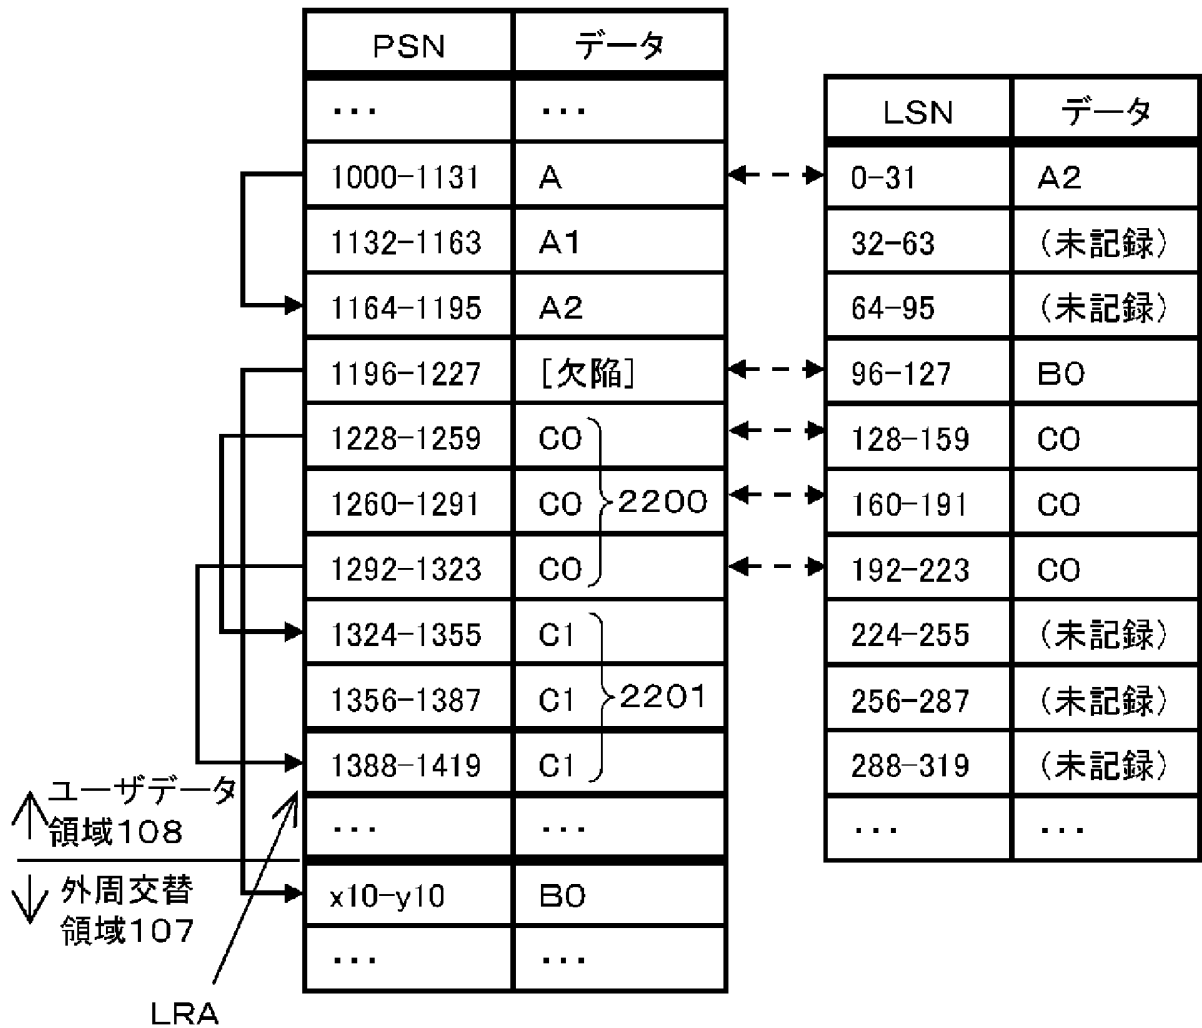 PSN データ
... ...
1000-1131 A
1132-1163 A1
1164-1195 A2
1196-1227 [欠陥]
1228-1259 C0
1260-1291 C0 2200
1292-1323 C0
1324-1355 C1
1356-1387 C1 2201
1388-1419 C1
... ...
x10-y10 B0
... ...
LSN データ
0-31 A2
32-63 (未記録)
64-95 (未記録)
96-127 B0
128-159 C0
160-191 C0
192-223 C0
224-255 (未記録)
256-287 (未記録)
288-319 (未記録)
... ...
ユーザデータ
領域108
外周交替
領域107
LRA